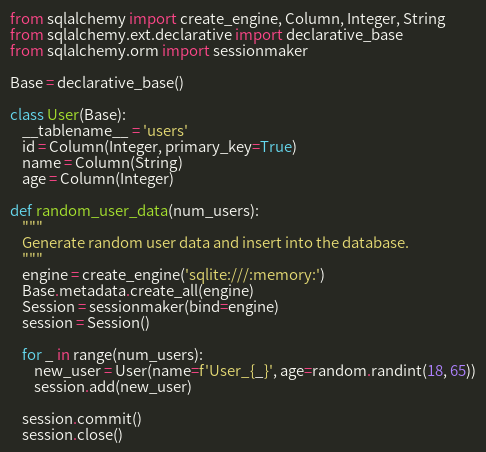 from sqlalchemy import create_engine, Column, Integer, String
from sqlalchemy.ext.declarative import declarative_base
from sqlalchemy.orm import sessionmaker

Base = declarative_base()

class User(Base):
    __tablename__ = 'users'
    id = Column(Integer, primary_key=True)
    name = Column(String)
    age = Column(Integer)

def random_user_data(num_users):
    """
    Generate random user data and insert into the database.
    """
    engine = create_engine('sqlite:///:memory:')
    Base.metadata.create_all(engine)
    Session = sessionmaker(bind=engine)
    session = Session()

    for _ in range(num_users):
        new_user = User(name=f'User_{_}', age=random.randint(18, 65))
        session.add(new_user)

    session.commit()
    session.close()